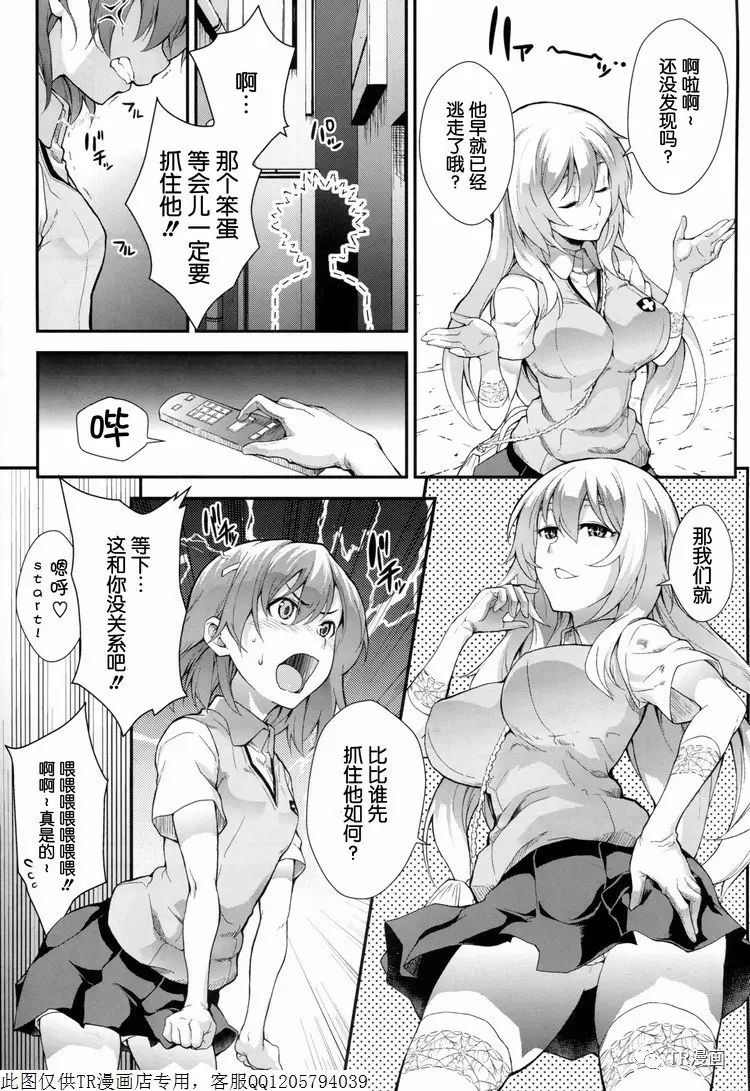 啊啦啊~
还没发现吗?
他早就已经
逃走了哦?
ルァ
啊
那个笨蛋
等会儿一定要
抓住他!!
哔
那我们就
比比谁先
抓住他如何?
等下…
这和你没关系吧!!
嗯呼♡
start!
喂喂喂喂喂喂喂!!
啊啊~真是的~
TR漫画
此图仅供TR漫画店专用,客服QQ1205794039